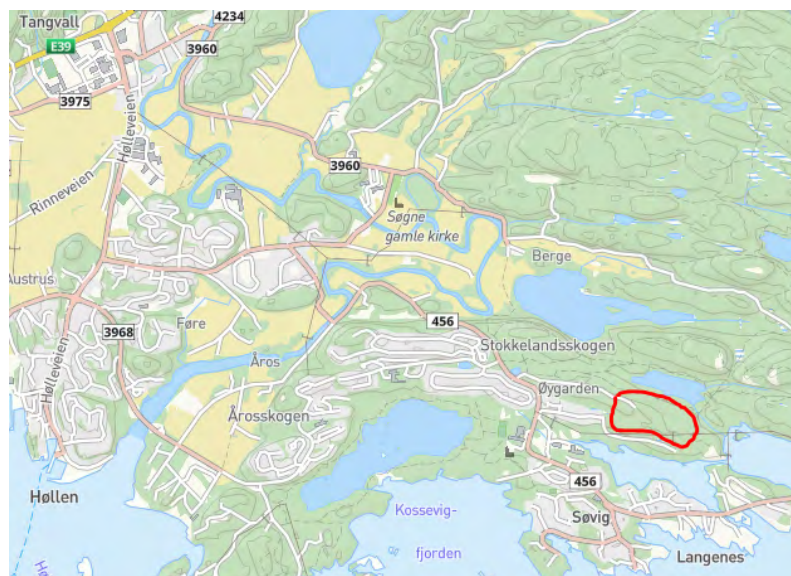 Tangvall
4234
E39
3960
3975
Hølleveien
3960
Rinneveien
Søgne
gamle kirke
Berge
Austrus
Føre
456
3968
Stokkelandsskogen
Hølleveien
Åros
Øygarden
Årosskogen
456
Høllen
Kossevig-
fjorden
Søvig
Langenes